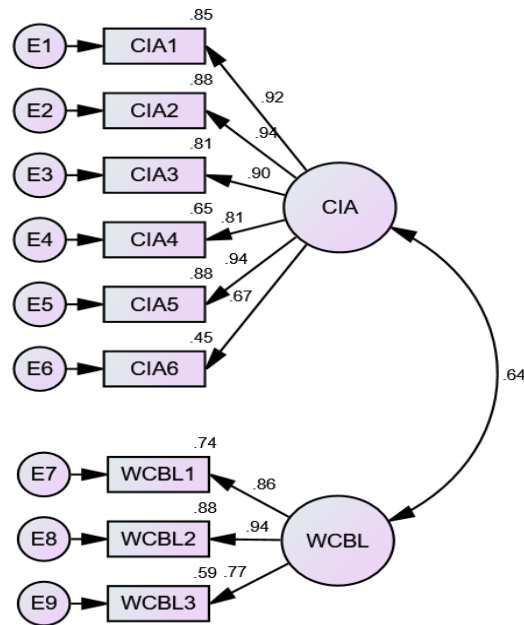 .85
E1 CIA1
.92
.88
E2 CIA2
.94
.81
E3 CIA3
.90
CIA
.65
.81
E4 CIA4
.94
.88
E5 CIA5
.67
.45
E6 CIA6
.64
.74
E7 WCBL1
.86
.88
E8 WCBL2
.94
WCBL
.59 .77
E9 WCBL3